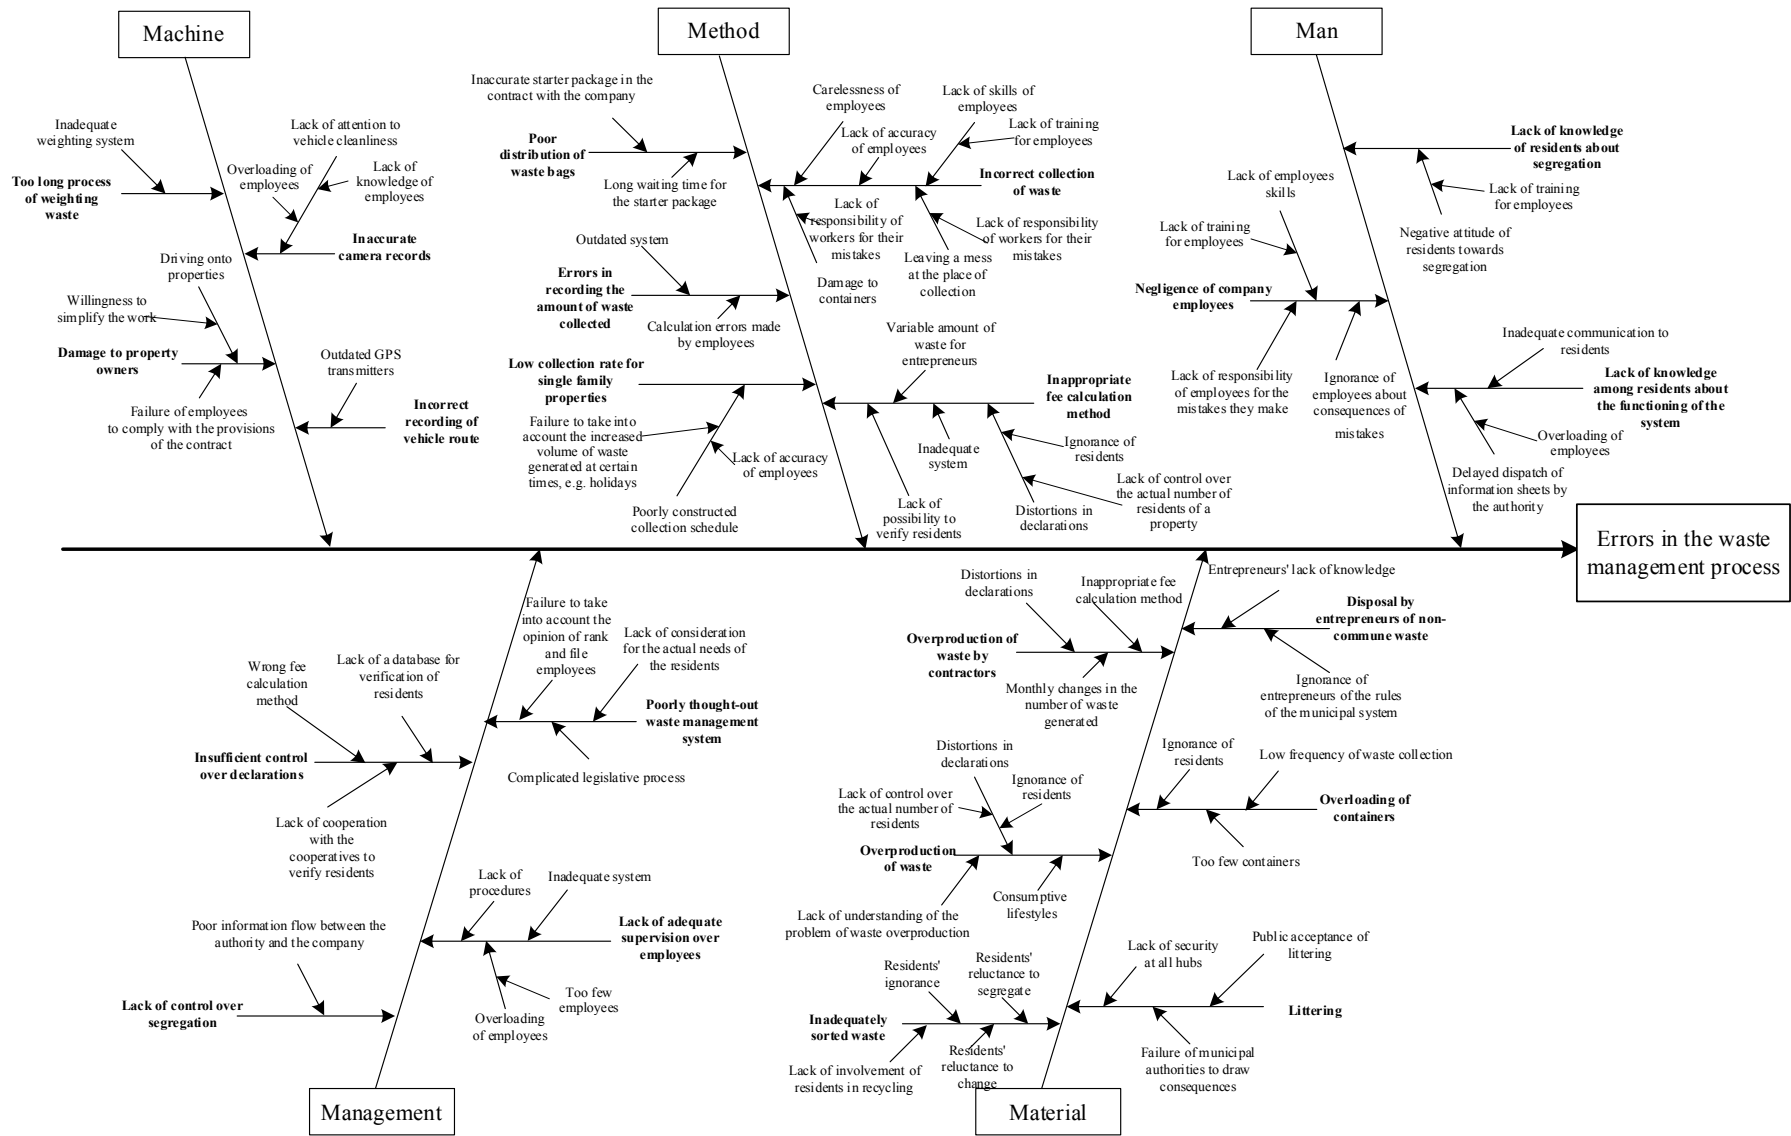 Machine
Method
Man
Inadequate
weighting system
Lack of attention to
vehicle cleanliness
Overloading of
employees
Lack of
knowledge of
employees
Too long process
of weighting
waste
Inaccurate
camera records
Driving onto
properties
Willingness to
simplify the work
Damage to property
owners
Failure of employees
to comply with the provisions
of the contract
Outdated GPS
transmitters
Incorrect
recording of
vehicle route
Inaccurate starter package in the
contract with the company
Poor
distribution of
waste bags
Long waiting time for
the starter package
Carelessness of
employees
Lack of accuracy
of employees
Lack of skills of
employees
Lack of training
for employees
Incorrect collection
of waste
Lack of
responsibility of
workers for their
mistakes
Damage to
containers
Leaving a mess
at the place of
collection
Lack of responsibility
of workers for their
mistakes
Outdated system
Errors in
recording the
amount of waste
collected
Calculation errors made
by employees
Low collection rate for
single family
properties
Failure to take into
account the increased
volume of waste
generated at certain
times, e.g. holidays
Lack of accuracy
of employees
Poorly constructed
collection schedule
Variable amount of
waste for
entrepreneurs
Inappropriate
fee calculation
method
Inadequate
system
Ignorance of
residents
Lack of
possibility to
verify residents
Distortions in
declarations
Lack of control over
the actual number of
residents of a
property
Lack of knowledge
of residents about
segregation
Lack of training
for employees
Negative attitude of
residents towards
segregation
Lack of employees
skills
Lack of training
for employees
Negligence of company
employees
Lack of responsibility
of employees for the
mistakes they make
Ignorance of
employees about
consequences of
mistakes
Inadequate communication to
residents
Lack of knowledge
among residents about
the functioning of the
system
Overloading of
employees
Delayed dispatch of
information sheets by
the authority
Errors in the waste
management process
Failure to take
into account the
opinion of rank
and file
employees
Lack of consideration
for the actual needs of
the residents
Poorly thought-out
waste management
system
Complicated legislative process
Wrong fee
calculation
method
Lack of a database for
verification of
residents
Insufficient control
over declarations
Lack of cooperation
with the
cooperatives to
verify residents
Lack of
procedures
Inadequate system
Lack of adequate
supervision over
employees
Too few
employees
Overloading
of employees
Poor information flow between the
authority and the company
Lack of control over
segregation
Management
Distortions in
declarations
Inappropriate fee
calculation method
Overproduction of
waste by
contractors
Monthly changes in the
number of waste
generated
Entrepreneurs' lack of knowledge
Disposal by
entrepreneurs of non-
commune waste
Ignorance of
entrepreneurs of the rules
of the municipal system
Distortions in
declarations
Ignorance of
residents
Lack of control over
the actual number of
residents
Overproduction
of waste
Consumptive
lifestyles
Lack of understanding of the
problem of waste overproduction
Ignorance of
residents
Low frequency of waste collection
Overloading of
containers
Too few containers
Residents'
ignorance
Residents'
reluctance to
segregate
Inadequately
sorted waste
Lack of involvement of
residents in recycling
Residents'
reluctance to
change
Lack of security
at all hubs
Public acceptance of
littering
Littering
Failure of municipal
authorities to draw
consequences
Material